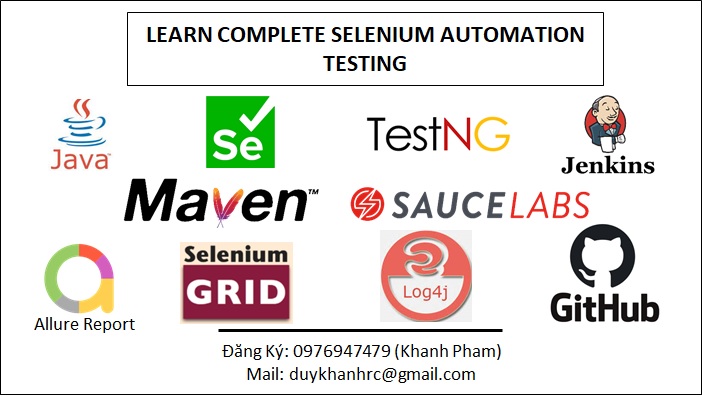 LEARN COMPLETE SELENIUM AUTOMATION
TESTING
Java™
Se
TestNG
Jenkins
Maven™
SAUCELABS
Allure Report
Selenium
GRID
Log4j
GitHub
Đăng Ký: 0976947479 (Khanh Pham)
Mail: duykhanhrc@gmail.com